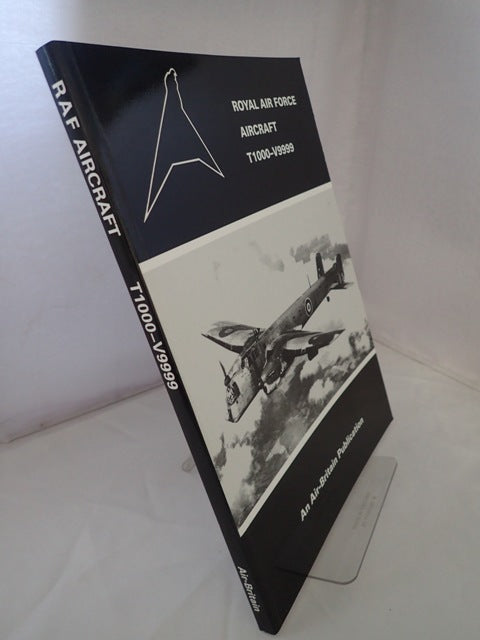 RAF AIRCRAFT T1000–V9999 Air-Britain
ROYAL AIR FORCE
AIRCRAFT
T1000–V9999
An Air-Britain Publication